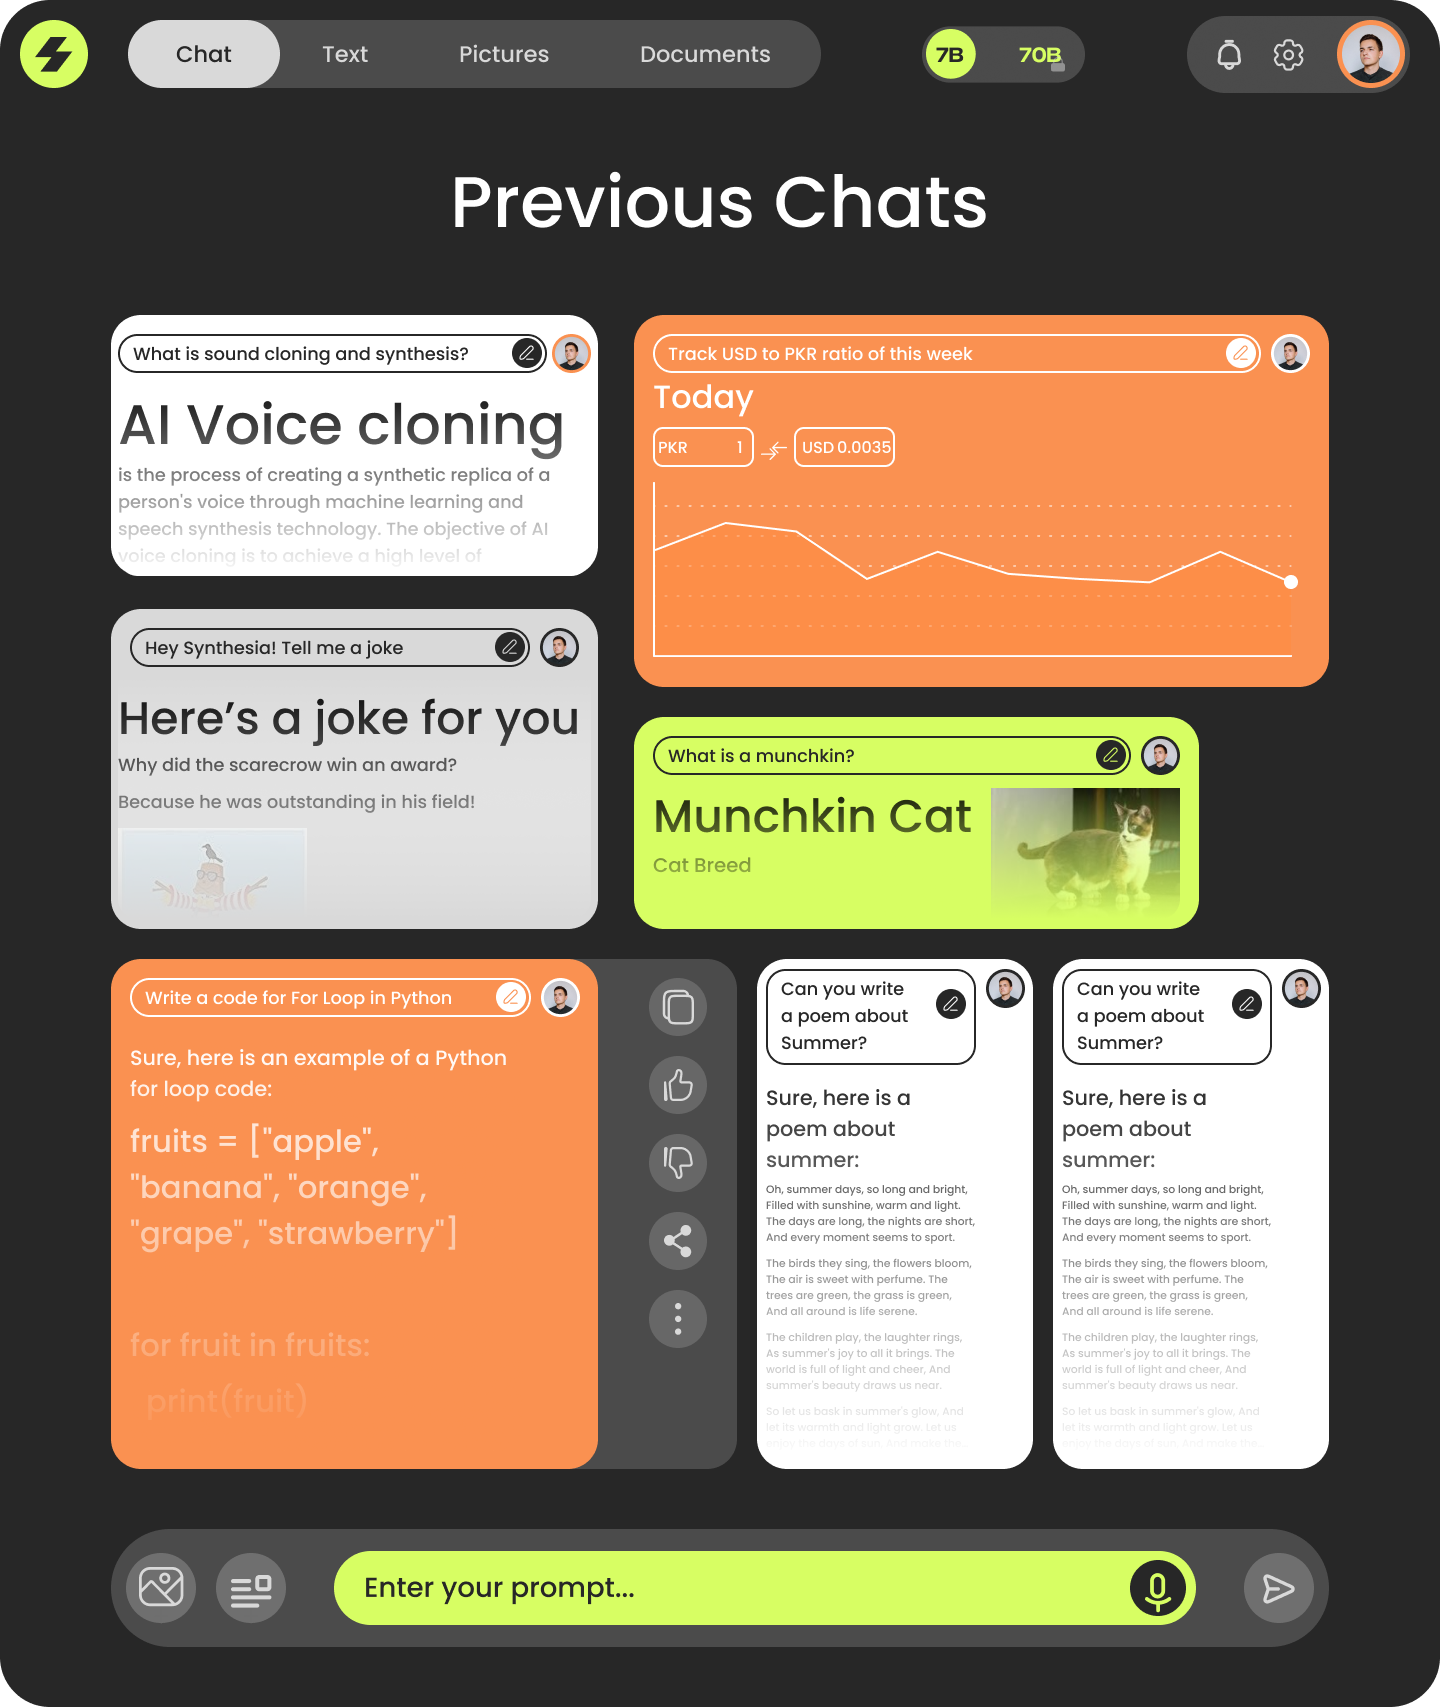 Chat
Text
Pictures
Documents
7B
70B
Previous Chats
What is sound cloning and synthesis?
AI Voice cloning
is the process of creating a synthetic replica of a
person's voice through machine learning and
speech synthesis technology. The objective of AI
voice cloning is to achieve a high level of
Track USD to PKR ratio of this week
Today
PKR 1
USD 0.0035
Hey Synthesia! Tell me a joke
Here’s a joke for you
Why did the scarecrow win an award?
Because he was outstanding in his field!
What is a munchkin?
Munchkin Cat
Cat Breed
Write a code for For Loop in Python
Sure, here is an example of a Python
for loop code:
fruits = ["apple",
"banana", "orange",
"grape", "strawberry"]
for fruit in fruits:
print(fruit)
Can you write
a poem about
Summer?
Sure, here is a
poem about
summer:
Oh, summer days, so long and bright,
Filled with sunshine, warm and light.
The days are long, the nights are short,
And every moment seems to sport.
The birds they sing, the flowers bloom,
The air is sweet with perfume. The
trees are green, the grass is green,
And all around is life serene.
The children play, the laughter rings,
As summer's joy to all it brings. The
world is full of light and cheer, And
summer's beauty draws us near.
So let us bask in summer's glow, And
let its warmth and light grow. Let us
enjoy the days of sun, And make the...
Can you write
a poem about
Summer?
Sure, here is a
poem about
summer:
Oh, summer days, so long and bright,
Filled with sunshine, warm and light.
The days are long, the nights are short,
And every moment seems to sport.
The birds they sing, the flowers bloom,
The air is sweet with perfume. The
trees are green, the grass is green,
And all around is life serene.
The children play, the laughter rings,
As summer's joy to all it brings. The
world is full of light and cheer, And
summer's beauty draws us near.
So let us bask in summer's glow, And
let its warmth and light grow. Let us
enjoy the days of sun, And make the...
Enter your prompt...